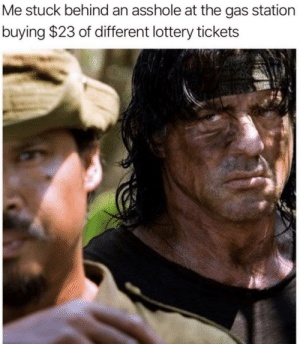 Me stuck behind an asshole at the gas station
buying $23 of different lottery tickets